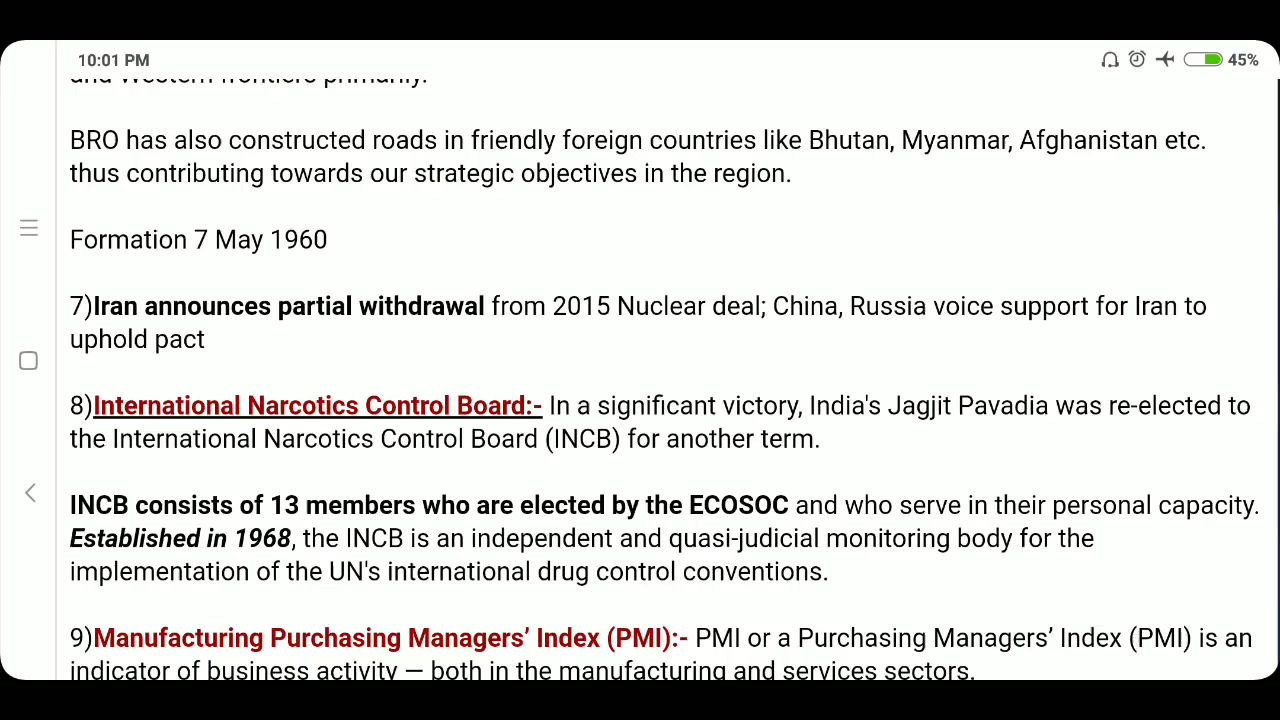 10:01 PM
45%
and Western frontiers primarily.
BRO has also constructed roads in friendly foreign countries like Bhutan, Myanmar, Afghanistan etc.
thus contributing towards our strategic objectives in the region.
Formation 7 May 1960
7)Iran announces partial withdrawal from 2015 Nuclear deal; China, Russia voice support for Iran to
uphold pact
8)International Narcotics Control Board:- In a significant victory, India's Jagjit Pavadia was re-elected to
the International Narcotics Control Board (INCB) for another term.
INCB consists of 13 members who are elected by the ECOSOC and who serve in their personal capacity.
Established in 1968, the INCB is an independent and quasi-judicial monitoring body for the
implementation of the UN's international drug control conventions.
9)Manufacturing Purchasing Managers’ Index (PMI):- PMI or a Purchasing Managers’ Index (PMI) is an
indicator of business activity — both in the manufacturing and services sectors.